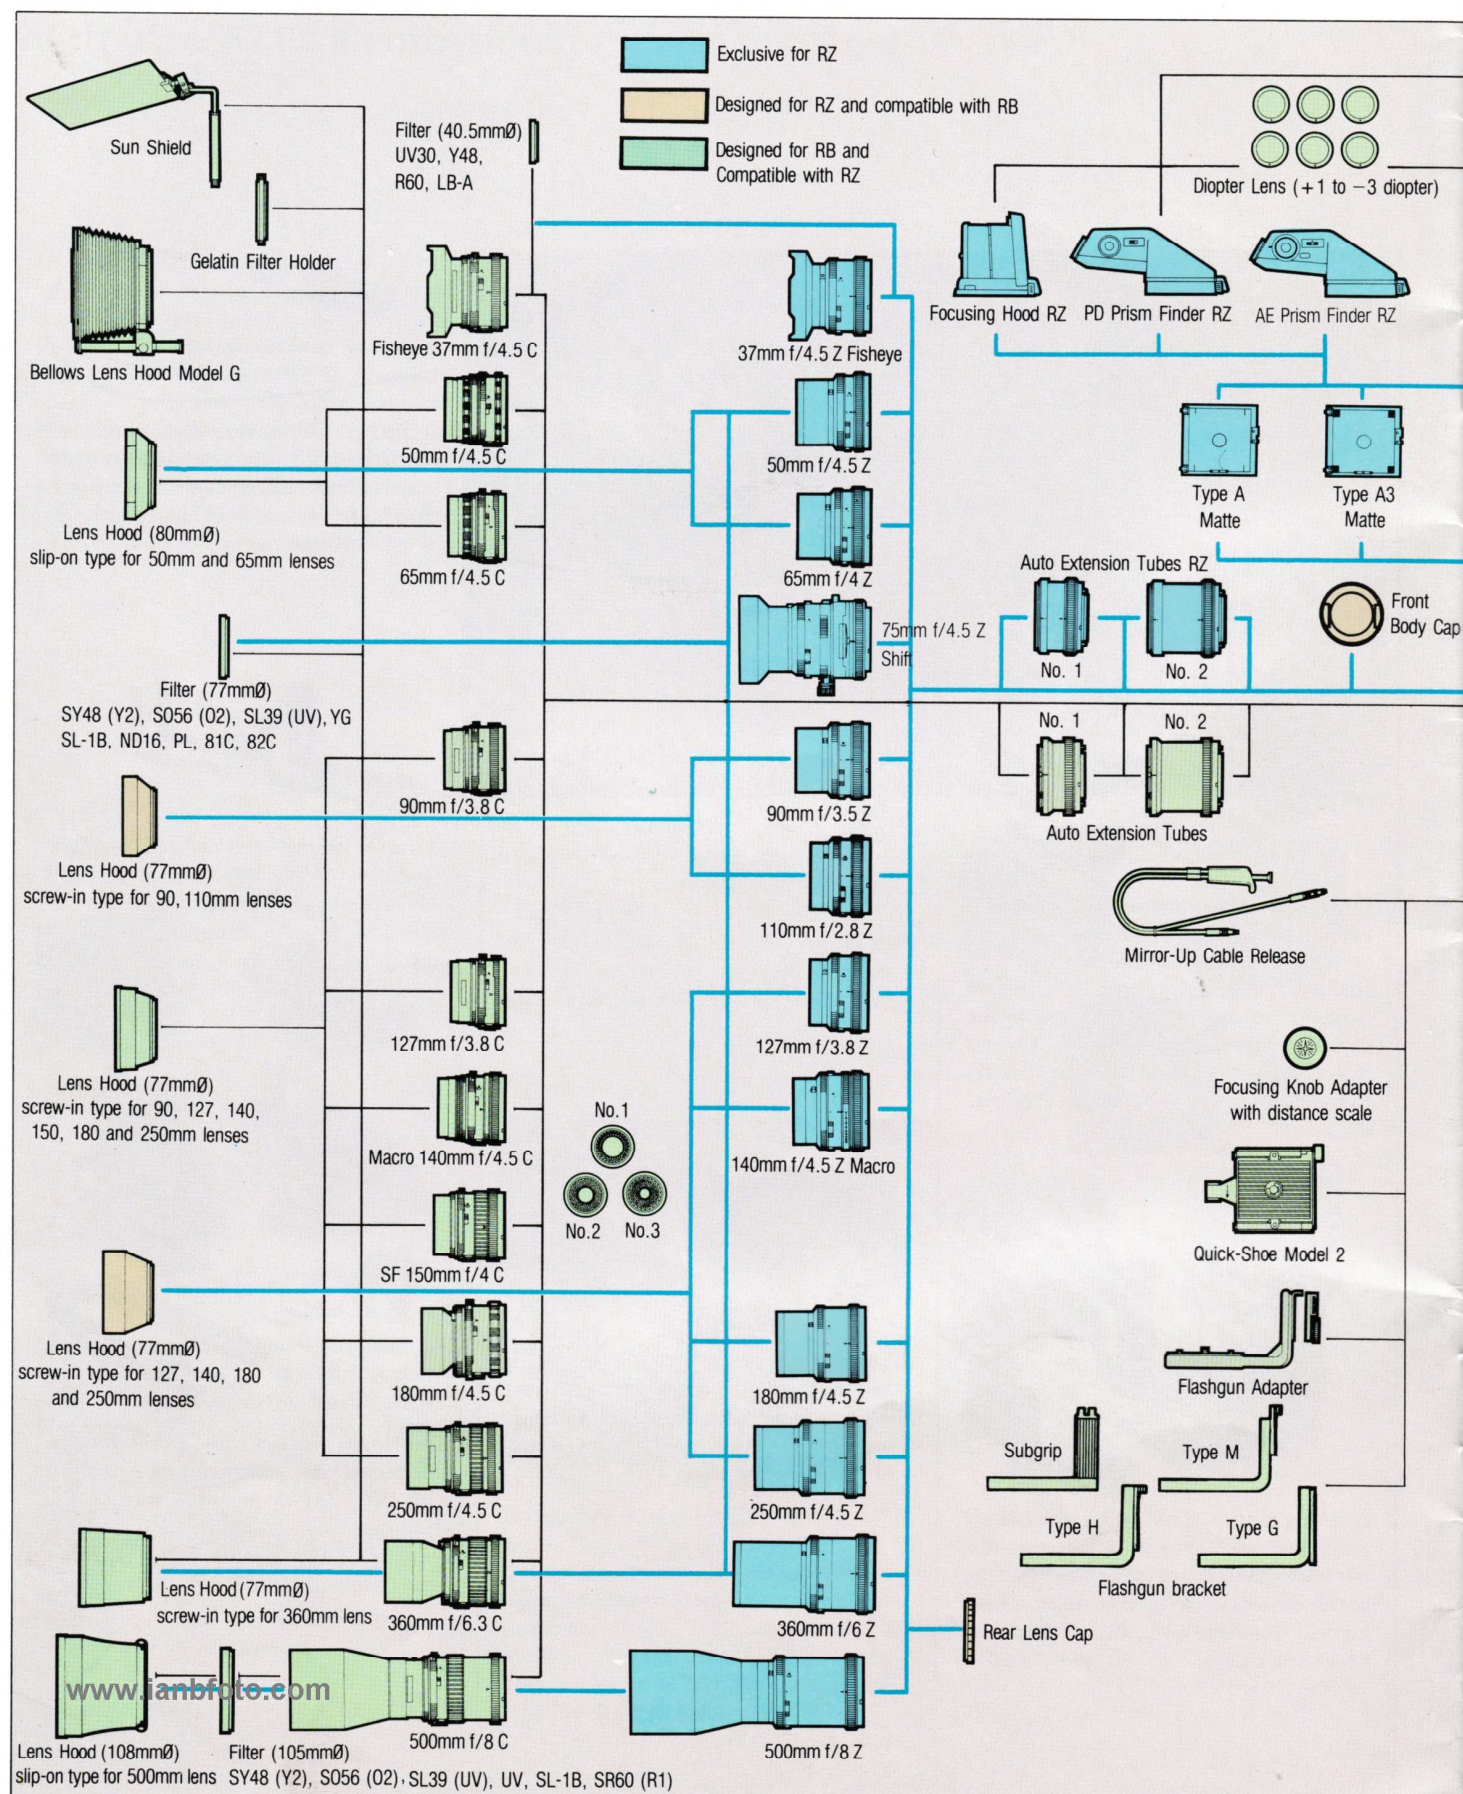 Exclusive for RZ
Designed for RZ and compatible with RB
Designed for RB and
Compatible with RZ
Sun Shield
Gelatin Filter Holder
Bellows Lens Hood Model G
Lens Hood (80mmØ)
slip-on type for 50mm and 65mm lenses
Filter (77mmØ)
SY48 (Y2), SO56 (02), SL39 (UV), YG
SL-1B, ND16, PL, 81C, 82C
Lens Hood (77mmØ)
screw-in type for 90, 110mm lenses
Lens Hood (77mmØ)
screw-in type for 90, 127, 140,
150, 180 and 250mm lenses
Lens Hood (77mmØ)
screw-in type for 127, 140, 180
and 250mm lenses
Lens Hood (77mmØ)
screw-in type for 360mm lens
www.ianbfoto.com
Lens Hood (108mmØ)
slip-on type for 500mm lens
Filter (105mmØ)
SY48 (Y2), SO56 (02), SL39 (UV), UV, SL-1B, SR60 (R1)
Filter (40.5mmØ)
UV30, Y48,
R60, LB-A
Fisheye 37mm f/4.5 C
50mm f/4.5 C
65mm f/4.5 C
90mm f/3.8 C
127mm f/3.8 C
Macro 140mm f/4.5 C
No.1
No.2
No.3
SF 150mm f/4 C
180mm f/4.5 C
250mm f/4.5 C
360mm f/6.3 C
500mm f/8 C
37mm f/4.5 Z Fisheye
50mm f/4.5 Z
65mm f/4 Z
75mm f/4.5 Z
Shift
90mm f/3.5 Z
110mm f/2.8 Z
127mm f/3.8 Z
140mm f/4.5 Z Macro
180mm f/4.5 Z
250mm f/4.5 Z
360mm f/6 Z
500mm f/8 Z
Diopter Lens (+1 to −3 diopter)
Focusing Hood RZ
PD Prism Finder RZ
AE Prism Finder RZ
Type A
Matte
Type A3
Matte
Auto Extension Tubes RZ
No. 1
No. 2
Front
Body Cap
No. 1
No. 2
Auto Extension Tubes
Mirror-Up Cable Release
Focusing Knob Adapter
with distance scale
Quick-Shoe Model 2
Flashgun Adapter
Subgrip
Type M
Type H
Type G
Flashgun bracket
Rear Lens Cap